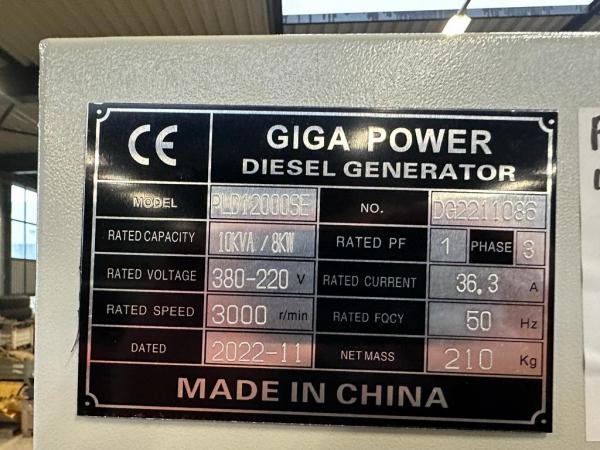 CE
GIGA POWER
DIESEL GENERATOR
MODEL PLD12000SE NO. DG2211086
RATED CAPACITY 10KVA / 8KW RATED PF 1 PHASE 3
RATED VOLTAGE 380-220 V RATED CURRENT 36.3 A
RATED SPEED 3000 r/min RATED FQCY 50 Hz
DATED 2022-11 NET MASS 210 Kg
MADE IN CHINA